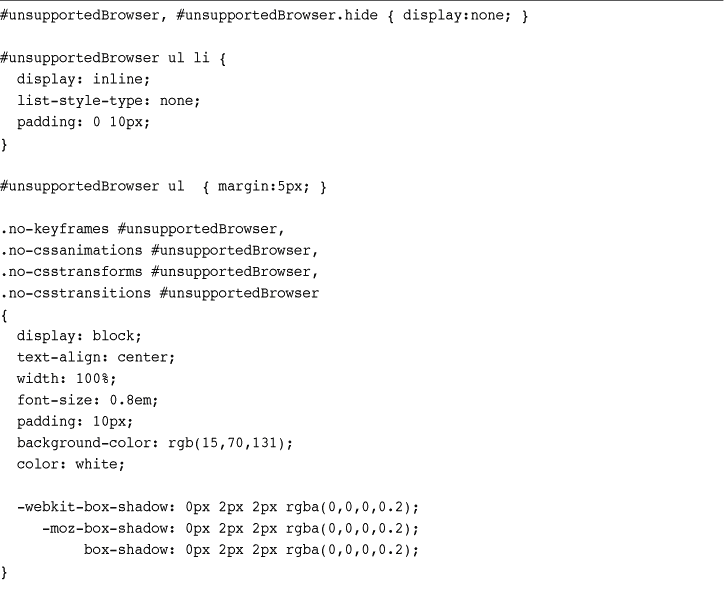 #unsupportedBrowser, #unsupportedBrowser.hide { display:none; }

#unsupportedBrowser ul li {
  display: inline;
  list-style-type: none;
  padding: 0 10px;
}

#unsupportedBrowser ul  { margin:5px; }

.no-keyframes #unsupportedBrowser,
.no-cssanimations #unsupportedBrowser,
.no-csstransforms #unsupportedBrowser,
.no-csstransitions #unsupportedBrowser
{
  display: block;
  text-align: center;
  width: 100%;
  font-size: 0.8em;
  padding: 10px;
  background-color: rgb(15,70,131);
  color: white;

  -webkit-box-shadow: 0px 2px 2px rgba(0,0,0,0.2);
     -moz-box-shadow: 0px 2px 2px rgba(0,0,0,0.2);
          box-shadow: 0px 2px 2px rgba(0,0,0,0.2);
}